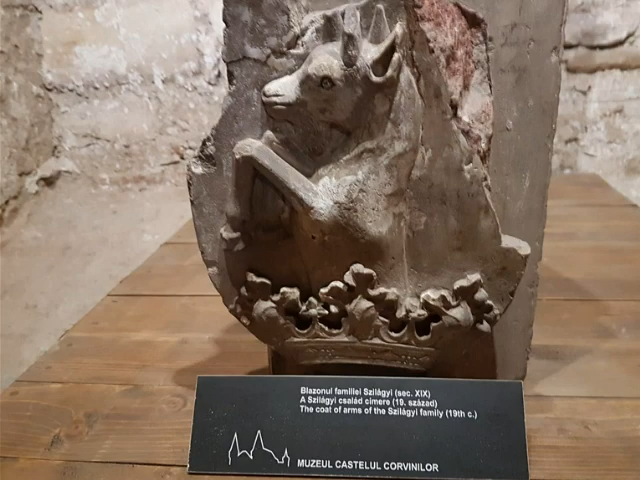 Blazonul familiei Szilágyi (sec. XIX)
A Szilágyi család címere (19. század)
The coat of arms of the Szilágyi family (19th c.)
MUZEUL CASTELUL CORVINILOR